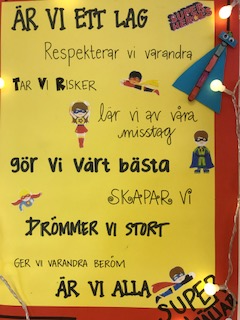 ÄR VI ETT LAG
Respekterar vi varandra
TAR VI RISKER
lär vi av våra
misstag
gör vi vårt bästa
SKAPAR VI
DRÖMMER VI STORT
GER VI VARANDRA BERÖM
ÄR VI ALLA
SUPER